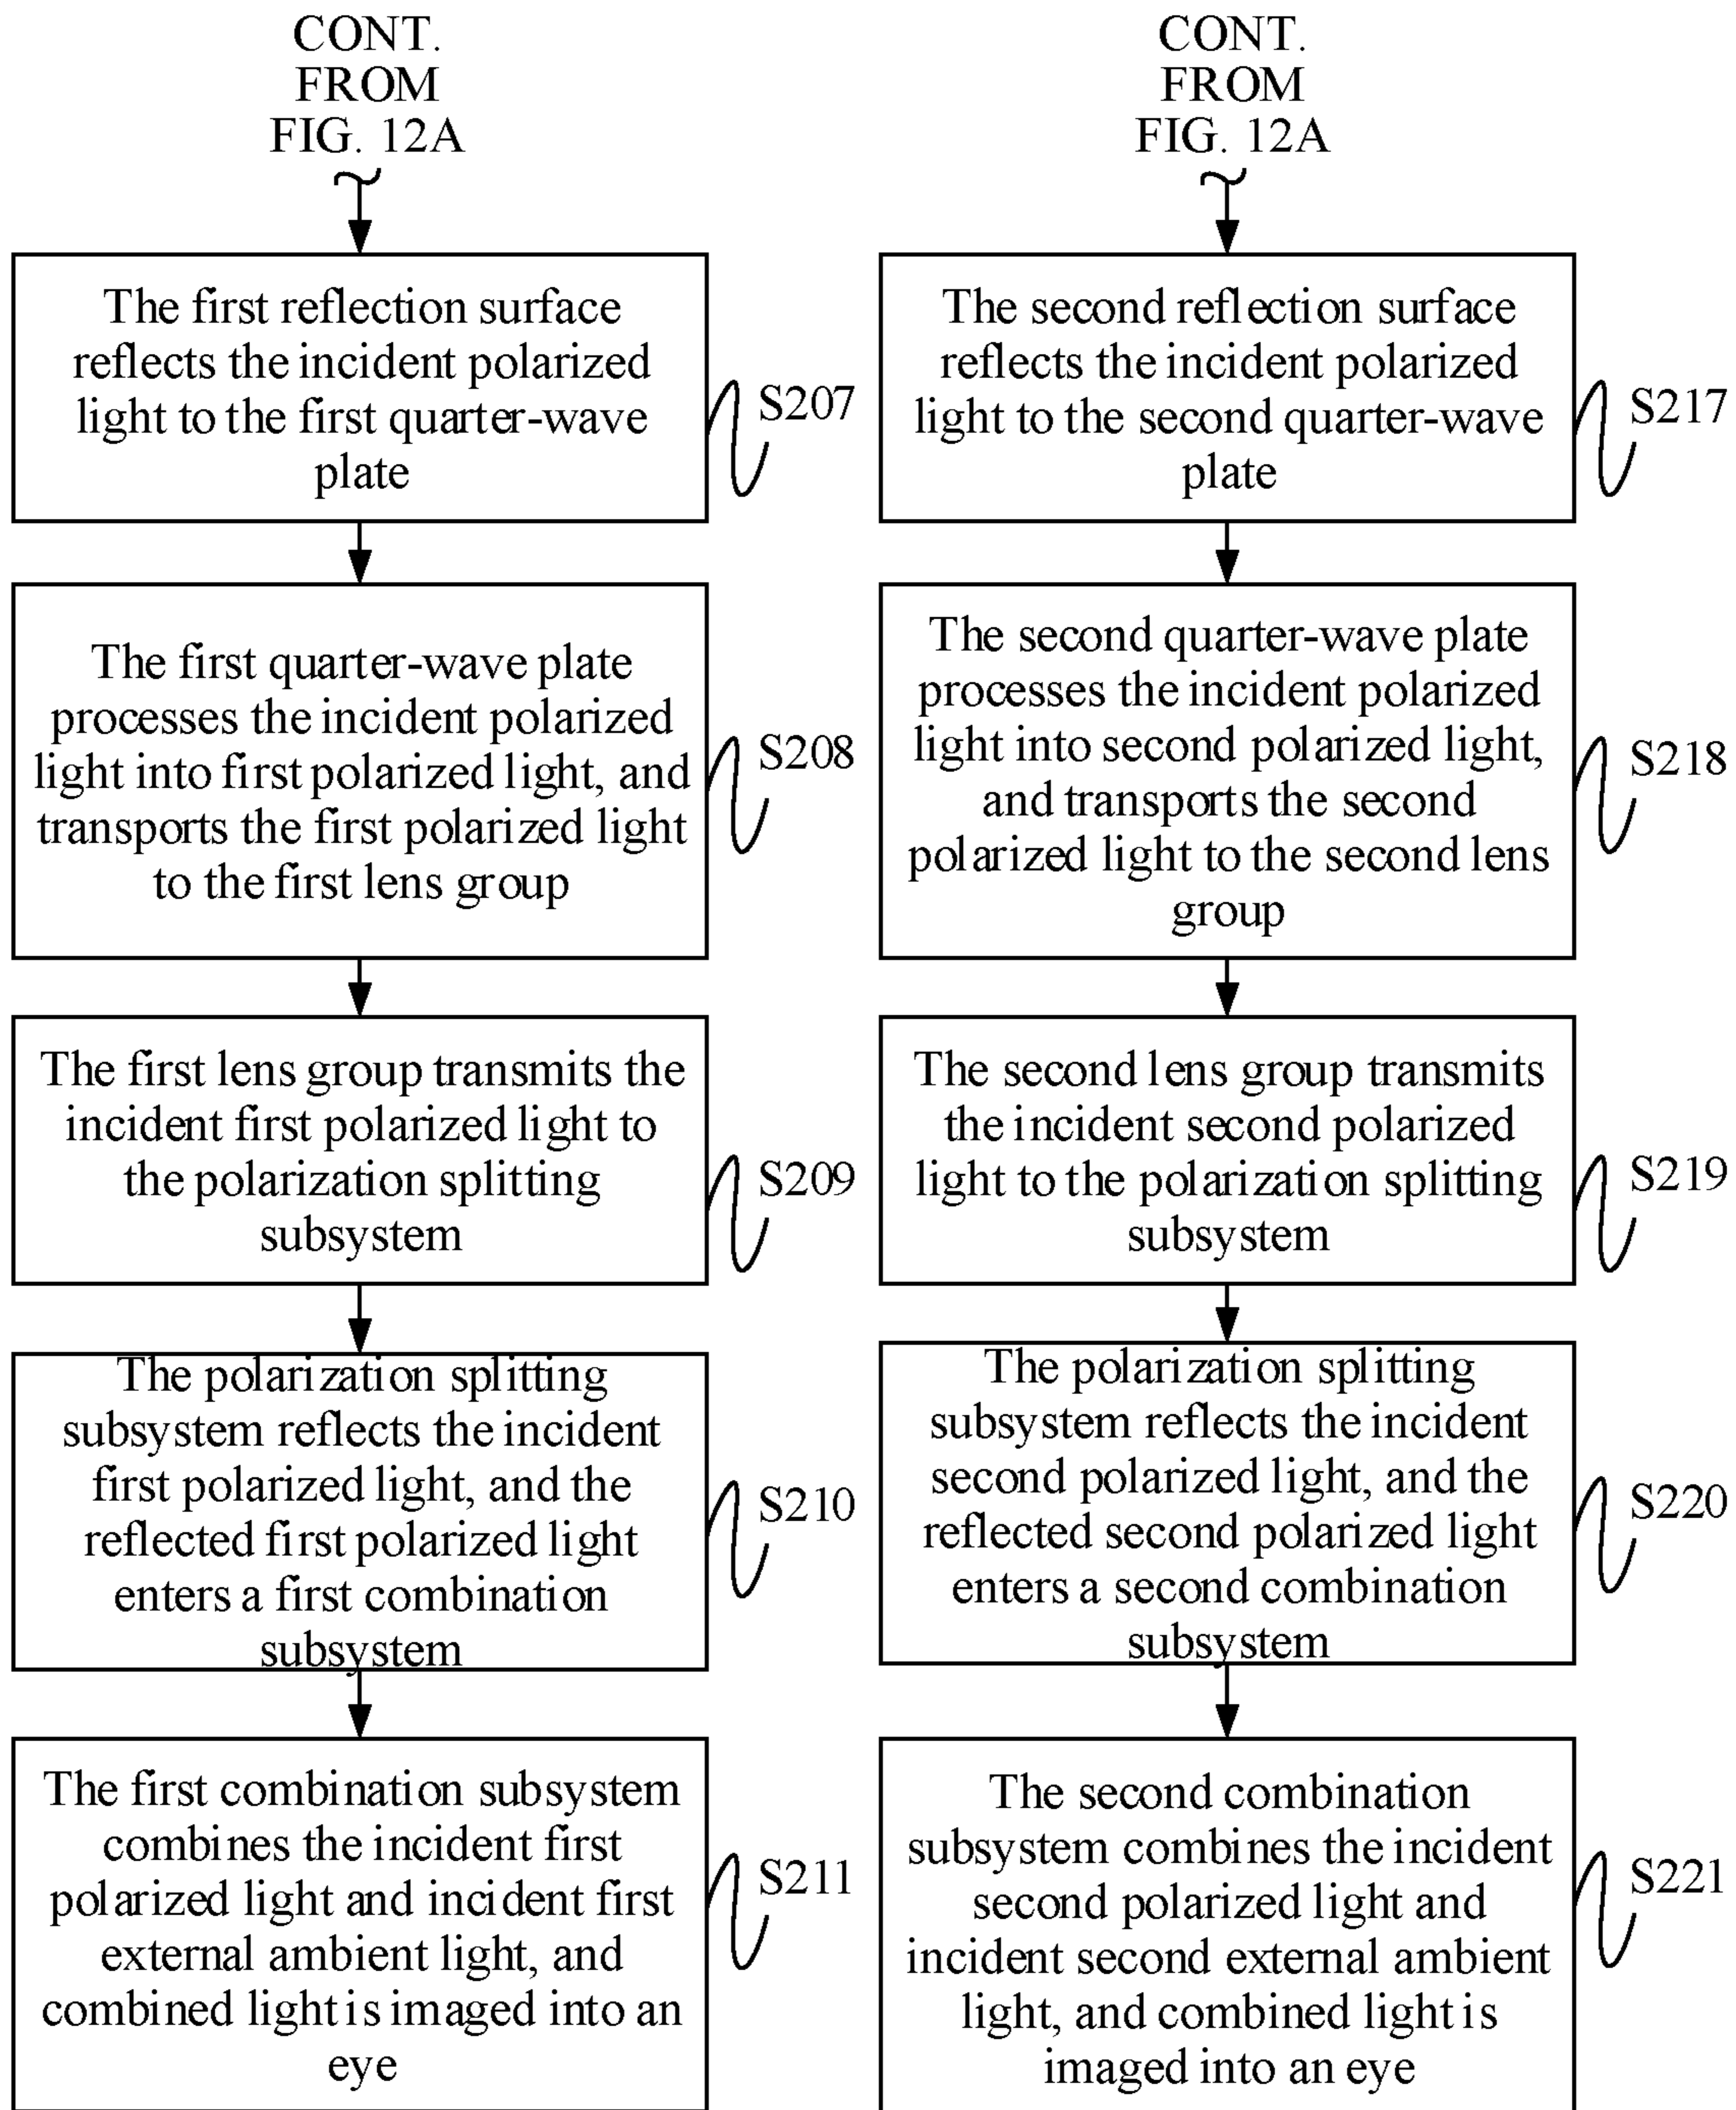 CONT.
FROM
FIG. 12A
The first reflection surface
reflects the incident polarized
light to the first quarter-wave
plate
S207
The first quarter-wave plate
processes the incident polarized
light into first polarized light, and
transports the first polarized light
to the first lens group
S208
The first lens group transmits the
incident first polarized light to
the polarization splitting
subsystem
S209
The polarization splitting
subsystem reflects the incident
first polarized light, and the
reflected first polarized light
enters a first combination
subsystem
S210
The first combination subsystem
combines the incident first
polarized light and incident first
external ambient light, and
combined light is imaged into an
eye
S211
CONT.
FROM
FIG. 12A
The second reflection surface
reflects the incident polarized
light to the second quarter-wave
plate
S217
The second quarter-wave plate
processes the incident polarized
light into second polarized light,
and transports the second
polarized light to the second lens
group
S218
The second lens group transmits
the incident second polarized
light to the polarization splitting
subsystem
S219
The polarization splitting
subsystem reflects the incident
second polarized light, and the
reflected second polarized light
enters a second combination
subsystem
S220
The second combination
subsystem combines the incident
second polarized light and
incident second external ambient
light, and combined light is
imaged into an eye
S221